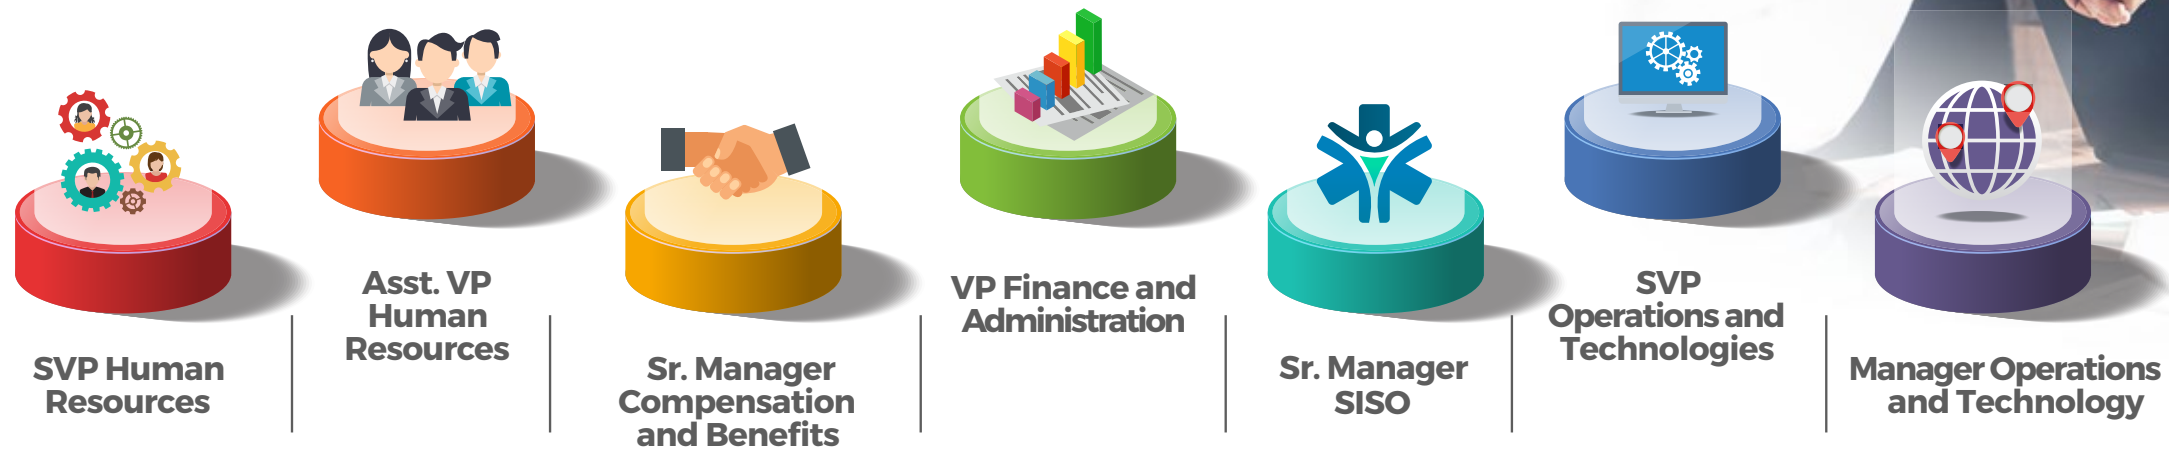 SVP Human
Resources
Asst. VP
Human
Resources
Sr. Manager
Compensation
and Benefits
VP Finance and
Administration
Sr. Manager
SISO
SVP
Operations and
Technologies
Manager Operations
and Technology